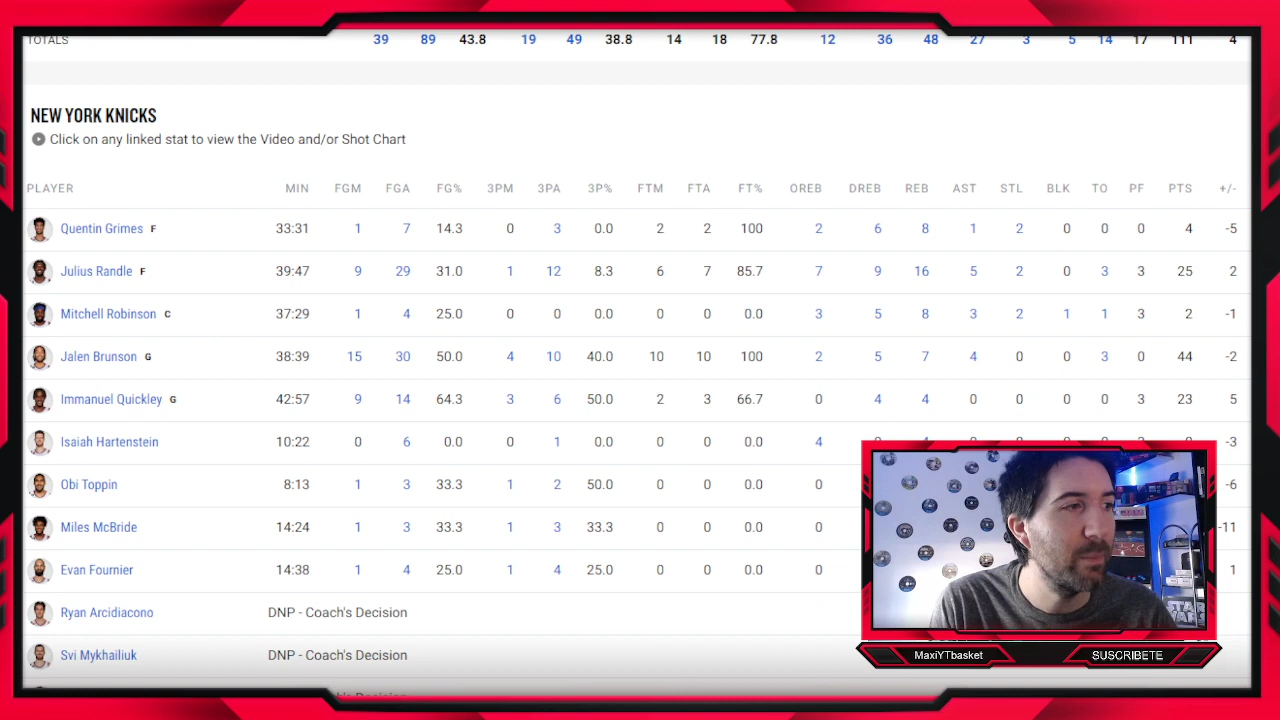 TOTALS 39 89 43.8 19 49 38.8 14 18 77.8 12 36 48 27 3 5 14 17 111 4
NEW YORK KNICKS
Click on any linked stat to view the Video and/or Shot Chart
PLAYER MIN FGM FGA FG% 3PM 3PA 3P% FTM FTA FT% OREB DREB REB AST STL BLK TO PF PTS +/-
Quentin Grimes F 33:31 1 7 14.3 0 3 0.0 2 2 100 2 6 8 1 2 0 0 0 4 -5
Julius Randle F 39:47 9 29 31.0 1 12 8.3 6 7 85.7 7 9 16 5 2 0 3 3 25 2
Mitchell Robinson C 37:29 1 4 25.0 0 0 0.0 0 0 0.0 3 5 8 3 2 1 1 3 2 -1
Jalen Brunson G 38:39 15 30 50.0 4 10 40.0 10 10 100 2 5 7 4 0 0 3 0 44 -2
Immanuel Quickley G 42:57 9 14 64.3 3 6 50.0 2 3 66.7 0 4 4 0 0 0 0 3 23 5
Isaiah Hartenstein 10:22 0 6 0.0 0 1 0.0 0 0 0.0 4 -3
Obi Toppin 8:13 1 3 33.3 1 2 50.0 0 0 0.0 0 -6
Miles McBride 14:24 1 3 33.3 1 3 33.3 0 0 0.0 0 -11
Evan Fournier 14:38 1 4 25.0 1 4 25.0 0 0 0.0 0 1
Ryan Arcidiacono DNP - Coach's Decision
Svi Mykhailiuk DNP - Coach's Decision
STAR
WARS
MaxiYTbasket
SUSCRIBETE